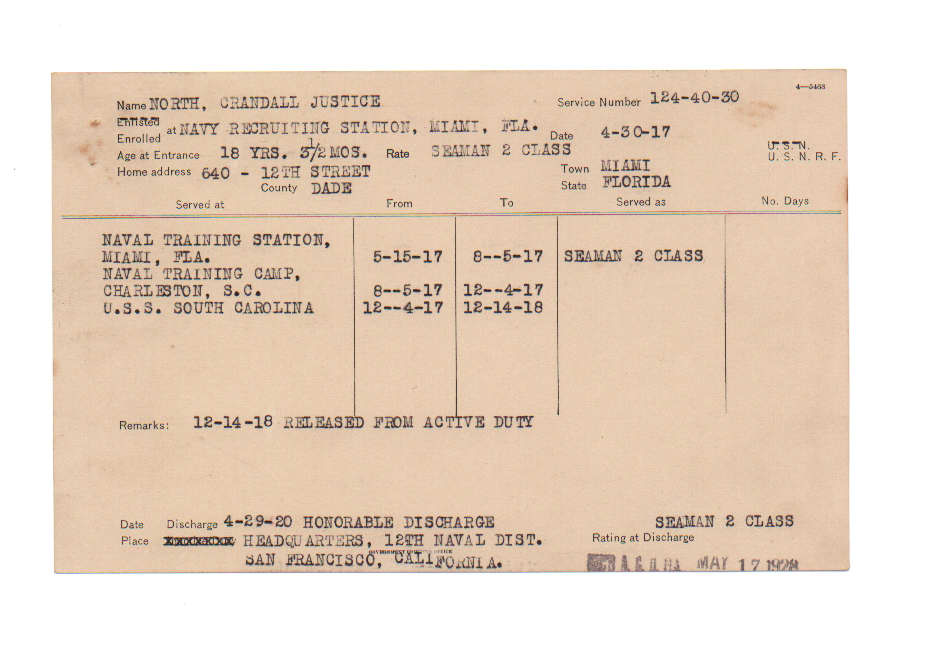 4—5463
Name NORTH, CRANDALL JUSTICE Service Number 124-40-30
Enlisted
Enrolled at NAVY RECRUITING STATION, MIAMI, FLA. Date 4-30-17
U. S. N.
Age at Entrance 18 YRS. 3 1/2 MOS. Rate SEAMAN 2 CLASS U. S. N. R. F.
Home address 640 - 12TH STREET Town MIAMI
County DADE State FLORIDA
Served at From To Served as No. Days
NAVAL TRAINING STATION,
MIAMI, FLA. 5-15-17 8--5-17 SEAMAN 2 CLASS
NAVAL TRAINING CAMP,
CHARLESTON, S.C. 8--5-17 12--4-17
U.S.S. SOUTH CAROLINA 12--4-17 12-14-18
Remarks: 12-14-18 RELEASED FROM ACTIVE DUTY
Date Discharge 4-29-20 HONORABLE DISCHARGE SEAMAN 2 CLASS
Place HEADQUARTERS, 12TH NAVAL DIST. Rating at Discharge
GOVERNMENT PRINTING OFFICE
SAN FRANCISCO, CALIFORNIA. MAY 17 1928